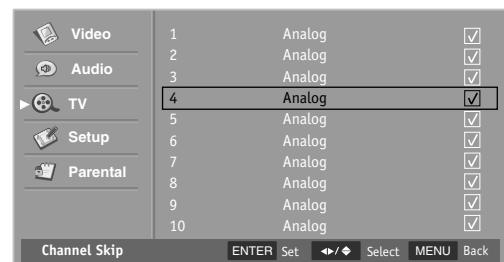 Video
Audio
TV
Setup
Parental
1 Analog
2 Analog
3 Analog
4 Analog
5 Analog
6 Analog
7 Analog
8 Analog
9 Analog
10 Analog
Channel Skip ENTER Set ◂▸/◆ Select MENU Back